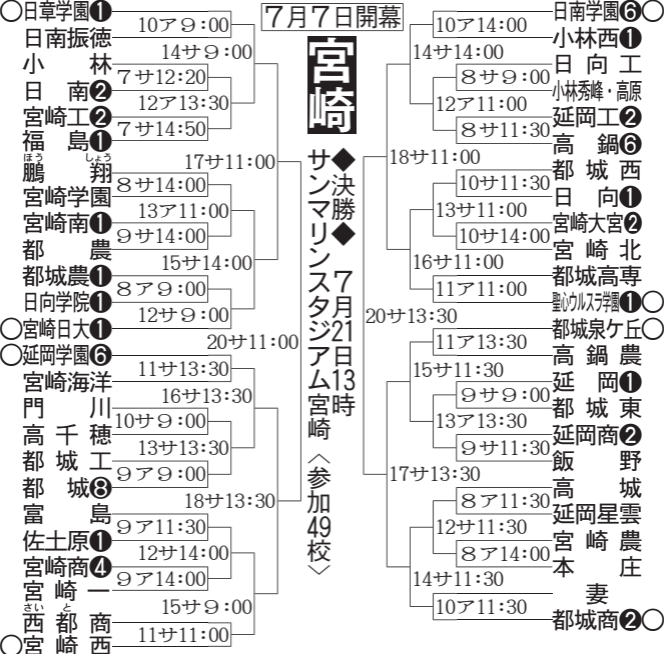 7月7日開幕
宮崎
◆決勝◆ 7月21日13時
サンマリンスタジアム宮崎 〈参加49校〉
○日章学園❶
日南振徳
小林
日南❷
宮崎工❷
福島❶
鵬翔
ほう しょう
宮崎学園
宮崎南❶
都農
都城農❶
日向学院❶
○宮崎日大❶
○延岡学園❻
宮崎海洋
門川
高千穂
都城工
都城❽
富島
佐土原❶
宮崎商❹
宮崎一
西都商
さい と
○宮崎西
10ア9:00
14サ9:00
7サ12:20
12ア13:30
7サ14:50
17サ11:00
8サ14:00
13ア11:00
9サ14:00
15サ14:00
8ア9:00
12サ9:00
20サ11:00
11サ13:30
16サ13:30
10サ9:00
13サ13:30
9ア9:00
18サ13:30
9ア11:30
12サ14:00
9ア14:00
15サ9:00
11サ11:00
日南学園❻○
小林西❶
日向工
小林秀峰・高原
延岡工❷
高鍋❻
都城西
日向❶
宮崎大宮❷
宮崎北
都城高専
聖心ウルスラ学園❶○
都城泉ケ丘○
高鍋農
延岡❶
都城東
延岡商❷
飯野
高城
延岡星雲
宮崎農
本庄
妻
都城商❷○
10ア14:00
14サ14:00
8サ9:00
12ア11:00
8サ11:30
18サ11:00
10サ11:30
13サ11:00
10サ14:00
16サ11:00
11ア11:00
20サ13:30
11ア13:30
15サ11:30
9サ9:00
13ア13:30
9サ11:30
17サ13:30
8ア11:30
12サ11:30
8ア14:00
14サ11:30
10ア11:30